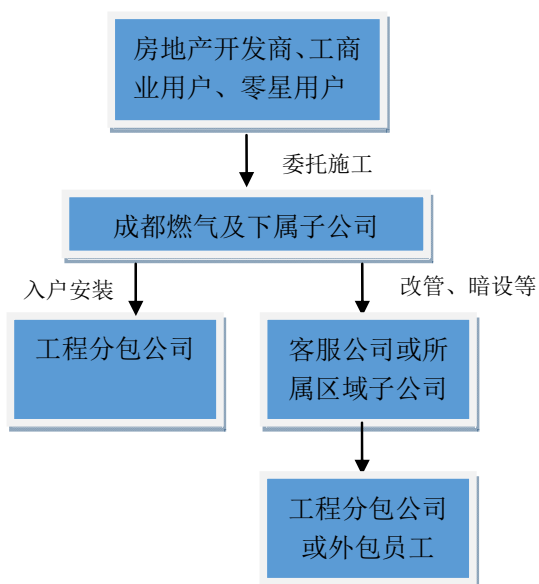 房地产开发商、工商
业用户、零星用户
委托施工
成都燃气及下属子公司
入户安装
改管、暗设等
工程分包公司
客服公司或所
属区域子公司
工程分包公司
或外包员工